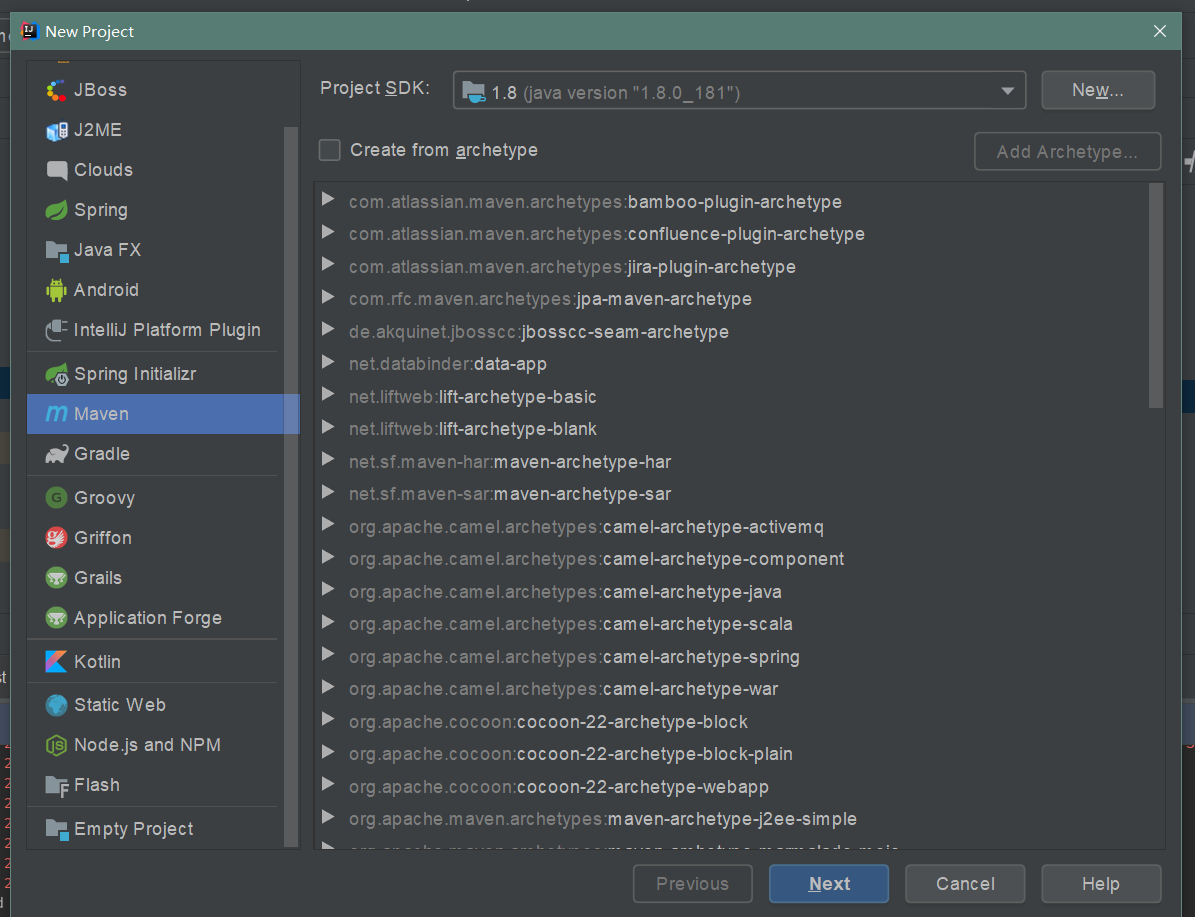 New Project
JBoss
J2ME
Clouds
Spring
Java FX
Android
IntelliJ Platform Plugin
Spring Initializr
Maven
Gradle
Groovy
Griffon
Grails
Application Forge
Kotlin
Static Web
Node.js and NPM
Flash
Empty Project
Project SDK:
1.8 (java version "1.8.0_181")
New...
Create from archetype
Add Archetype...
com.atlassian.maven.archetypes:bamboo-plugin-archetype
com.atlassian.maven.archetypes:confluence-plugin-archetype
com.atlassian.maven.archetypes:jira-plugin-archetype
com.rfc.maven.archetypes:jpa-maven-archetype
de.akquinet.jbosscc:jbosscc-seam-archetype
net.databinder:data-app
net.liftweb:lift-archetype-basic
net.liftweb:lift-archetype-blank
net.sf.maven-har:maven-archetype-har
net.sf.maven-sar:maven-archetype-sar
org.apache.camel.archetypes:camel-archetype-activemq
org.apache.camel.archetypes:camel-archetype-component
org.apache.camel.archetypes:camel-archetype-java
org.apache.camel.archetypes:camel-archetype-scala
org.apache.camel.archetypes:camel-archetype-spring
org.apache.camel.archetypes:camel-archetype-war
org.apache.cocoon:cocoon-22-archetype-block
org.apache.cocoon:cocoon-22-archetype-block-plain
org.apache.cocoon:cocoon-22-archetype-webapp
org.apache.maven.archetypes:maven-archetype-j2ee-simple
Previous
Next
Cancel
Help